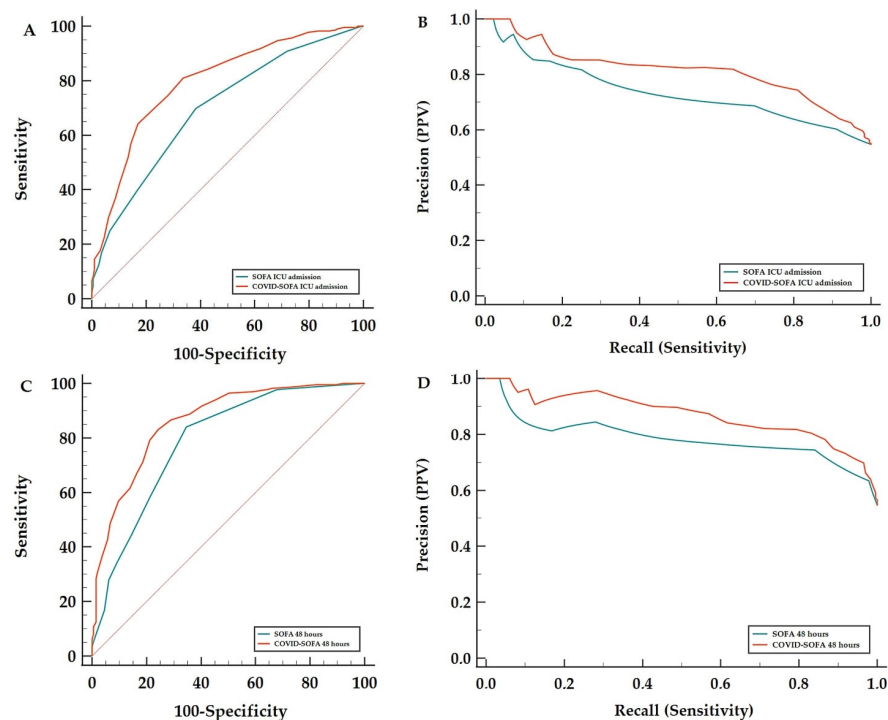 A
Sensitivity
100
80
60
40
20
0
SOFA ICU admission
COVID-SOFA ICU admission
0 20 40 60 80 100
100-Specificity
B
Precision (PPV)
1.0
0.8
0.6
0.4
0.2
0.0
SOFA ICU admission
COVID-SOFA ICU admission
0.0 0.2 0.4 0.6 0.8 1.0
Recall (Sensitivity)
C
Sensitivity
100
80
60
40
20
0
SOFA 48 hours
COVID-SOFA 48 hours
0 20 40 60 80 100
100-Specificity
D
Precision (PPV)
1.0
0.8
0.6
0.4
0.2
0.0
SOFA 48 hours
COVID-SOFA 48 hours
0.0 0.2 0.4 0.6 0.8 1.0
Recall (Sensitivity)